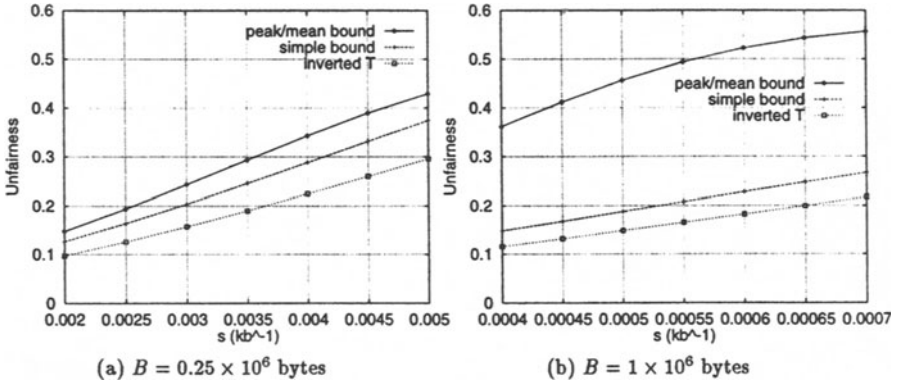 0.6
0.5
0.4
0.3
0.2
0.1
0
Unfairness
peak/mean bound
simple bound
inverted T
0.002 0.0025 0.003 0.0035 0.004 0.0045 0.005
s (kb^-1)
(a) B = 0.25 × 10⁶ bytes
0.6
0.5
0.4
0.3
0.2
0.1
0
Unfairness
peak/mean bound
simple bound
inverted T
0.0004 0.00045 0.0005 0.00055 0.0006 0.00065 0.0007
s (kb^-1)
(b) B = 1 × 10⁶ bytes